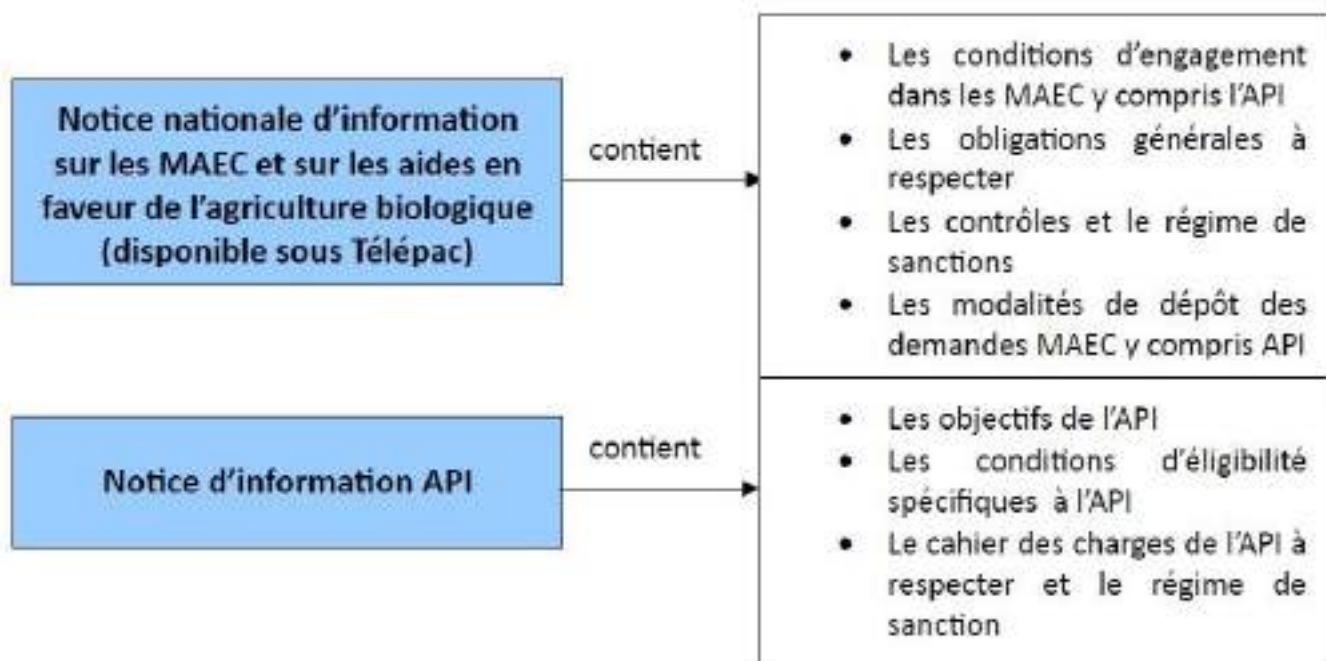 Notice nationale d'information
sur les MAEC et sur les aides en
faveur de l'agriculture biologique
(disponible sous Télépac)
contient
• Les conditions d'engagement
dans les MAEC y compris l'API
• Les obligations générales à
respecter
• Les contrôles et le régime de
sanctions
• Les modalités de dépôt des
demandes MAEC y compris API
Notice d'information API
contient
• Les objectifs de l'API
• Les conditions d'éligibilité
spécifiques à l'API
• Le cahier des charges de l'API à
respecter et le régime de
sanction